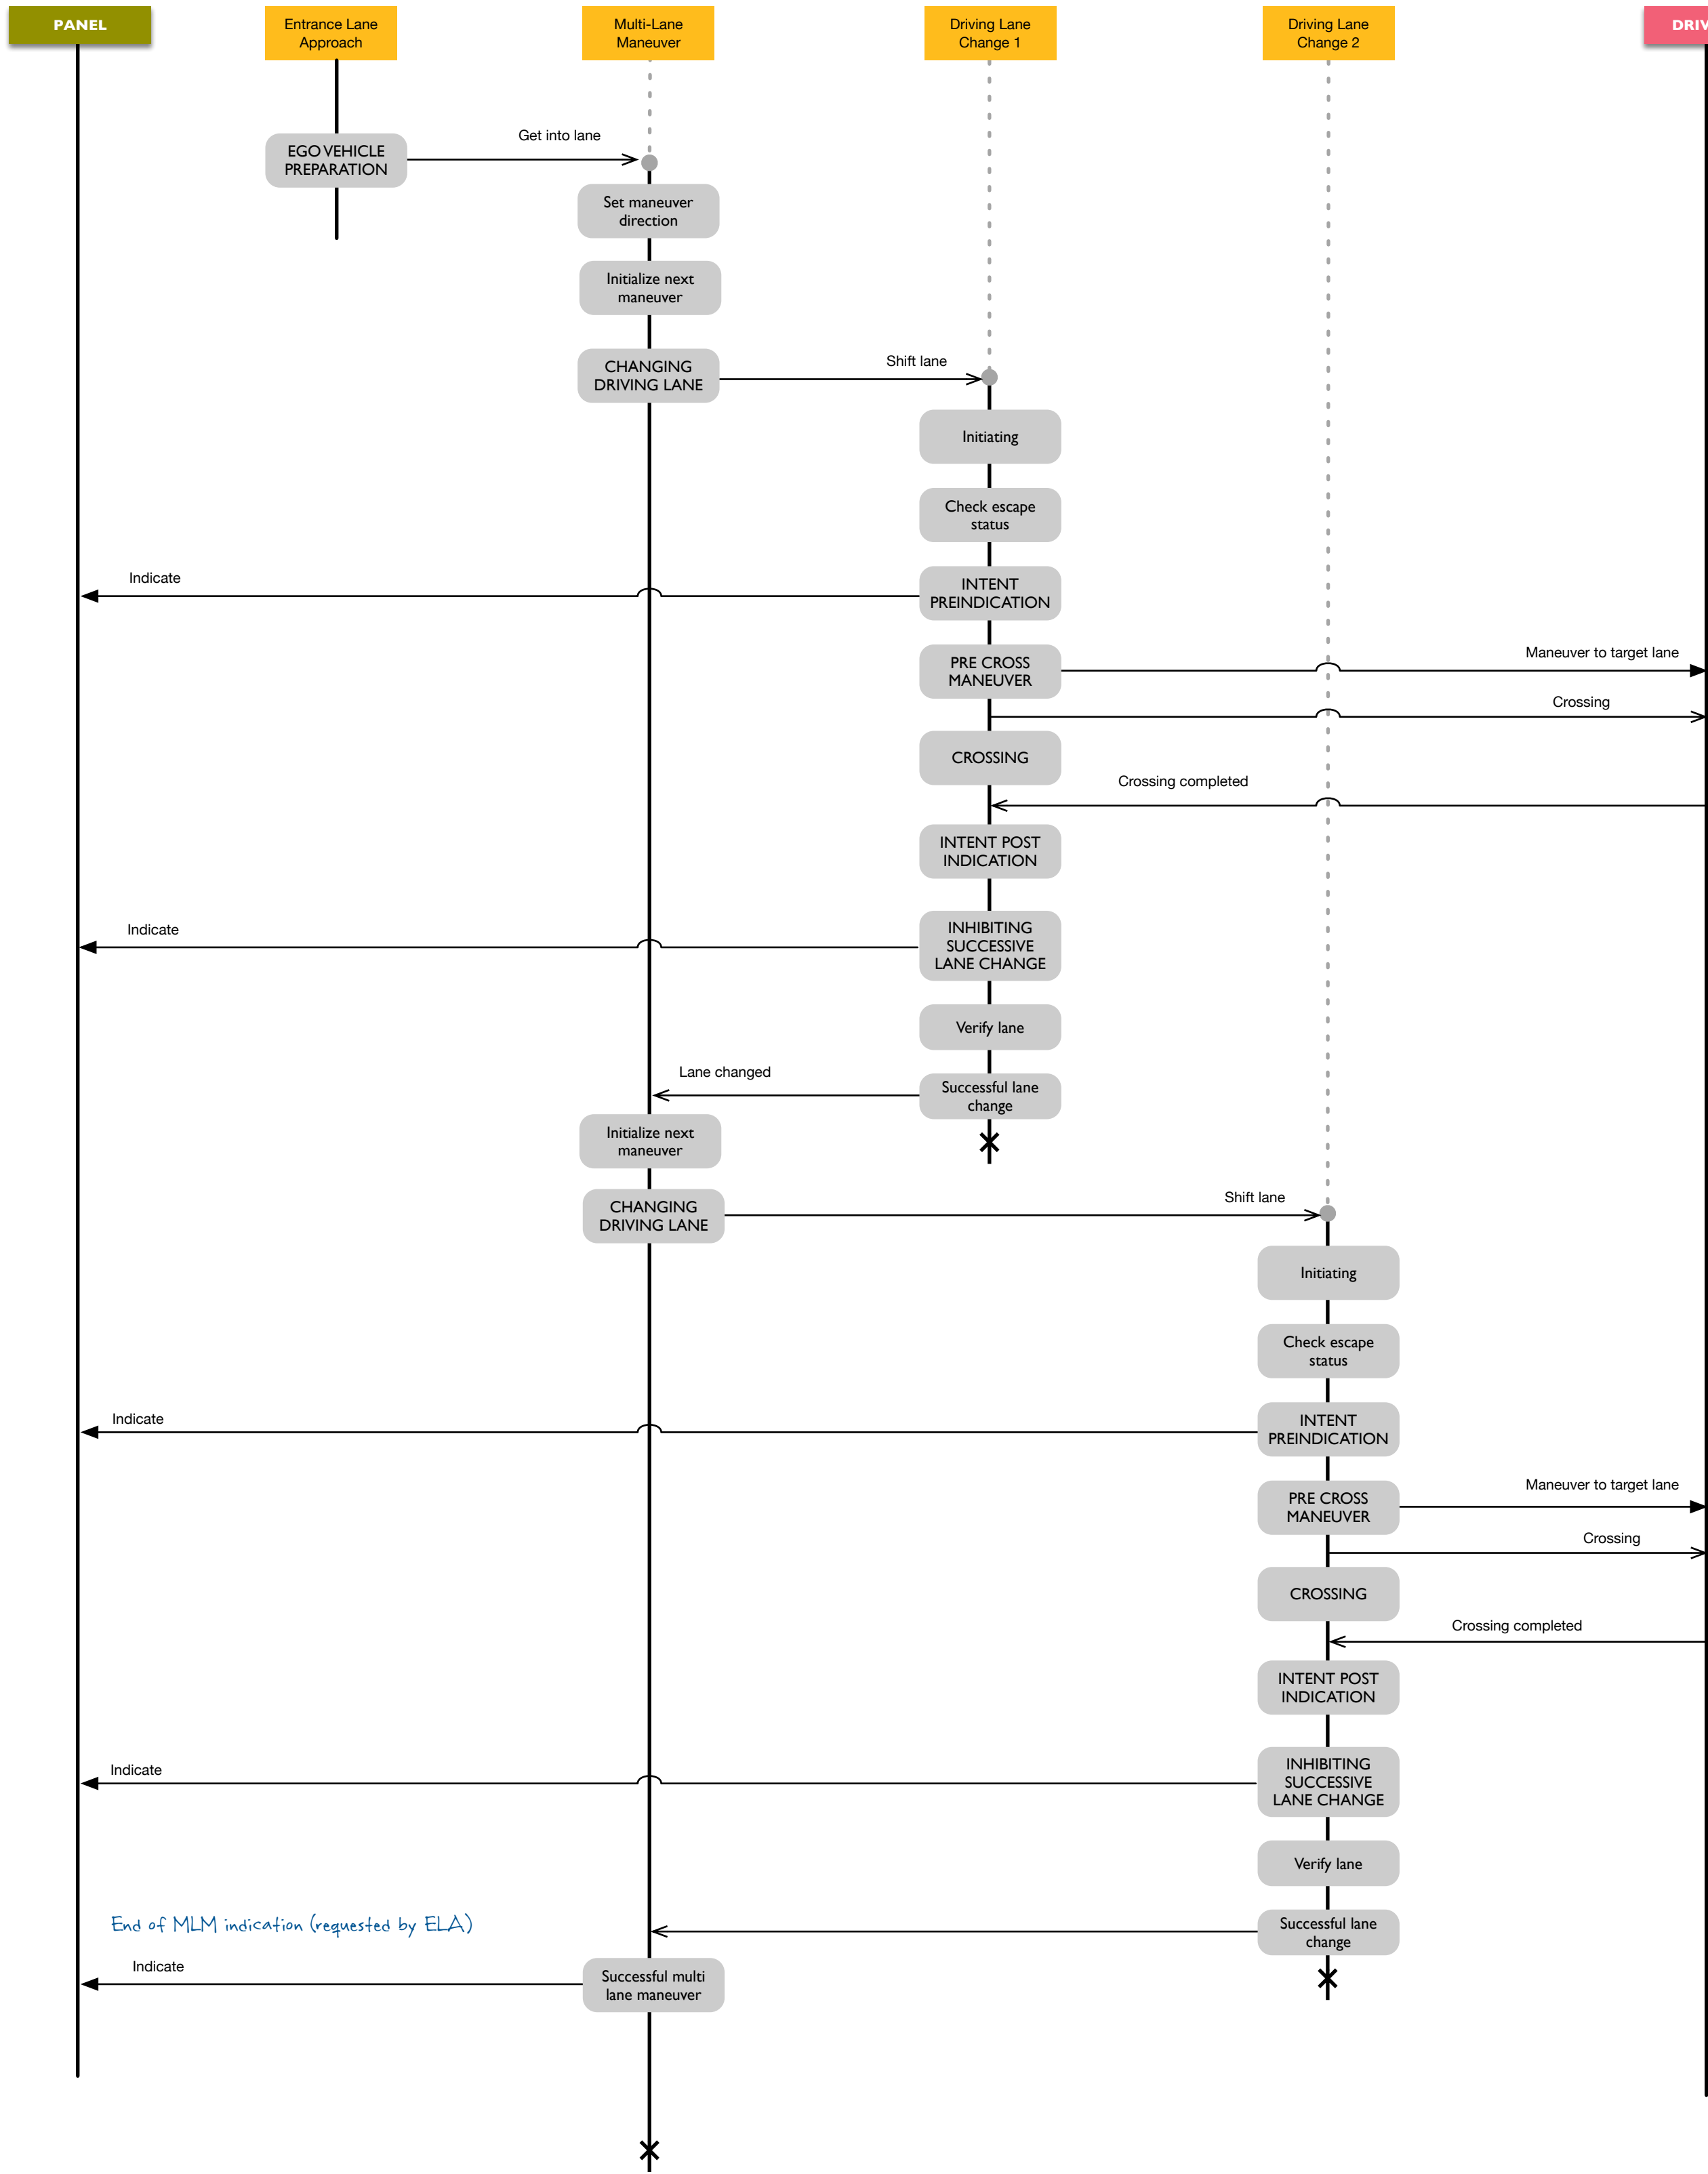 PANEL
Entrance Lane
Approach
Multi-Lane
Maneuver
Driving Lane
Change 1
Driving Lane
Change 2
DRIV
Get into lane
EGO VEHICLE
PREPARATION
Set maneuver
direction
Initialize next
maneuver
CHANGING
DRIVING LANE
Shift lane
Initiating
Check escape
status
Indicate
INTENT
PREINDICATION
PRE CROSS
MANEUVER
Maneuver to target lane
Crossing
CROSSING
Crossing completed
INTENT POST
INDICATION
Indicate
INHIBITING
SUCCESSIVE
LANE CHANGE
Verify lane
Lane changed
Successful lane
change
Initialize next
maneuver
CHANGING
DRIVING LANE
Shift lane
Initiating
Check escape
status
Indicate
INTENT
PREINDICATION
Maneuver to target lane
PRE CROSS
MANEUVER
Crossing
CROSSING
Crossing completed
INTENT POST
INDICATION
Indicate
INHIBITING
SUCCESSIVE
LANE CHANGE
Verify lane
End of MLM indication (requested by ELA)
Successful lane
change
Indicate
Successful multi
lane maneuver